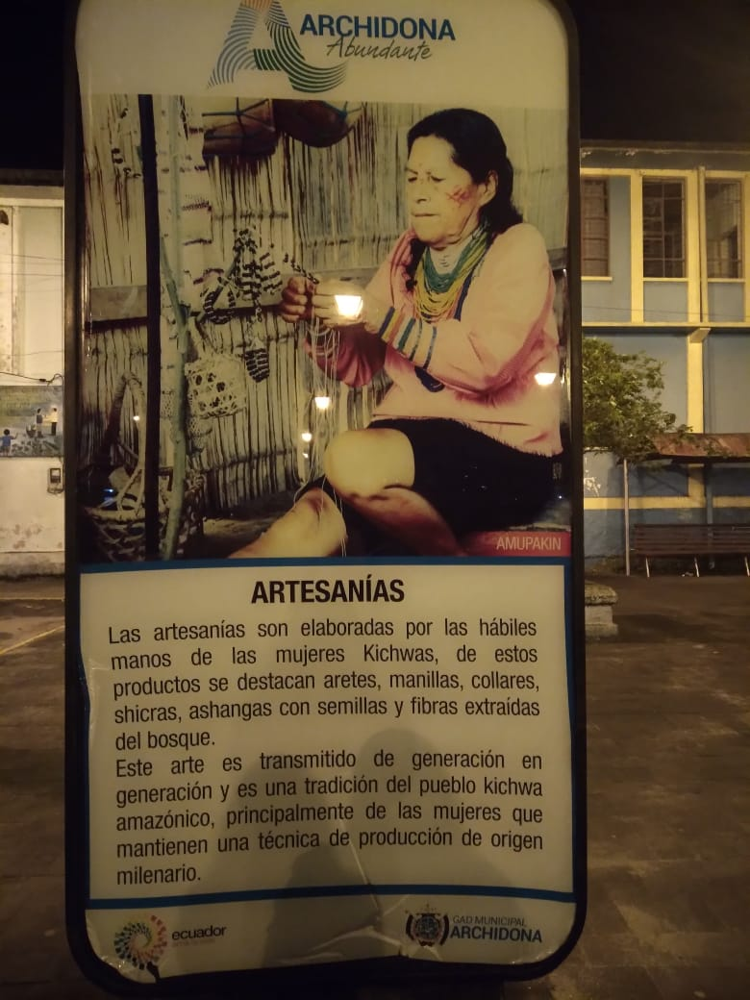 ARCHIDONA
Abundante
AMUPAKIN
ARTESANÍAS
Las artesanías son elaboradas por las hábiles
manos de las mujeres Kichwas, de estos
productos se destacan aretes, manillas, collares,
shicras, ashangas con semillas y fibras extraídas
del bosque.
Este arte es transmitido de generación en
generación y es una tradición del pueblo kichwa
amazónico, principalmente de las mujeres que
mantienen una técnica de producción de origen
milenario.
ecuador
GAD MUNICIPAL
ARCHIDONA